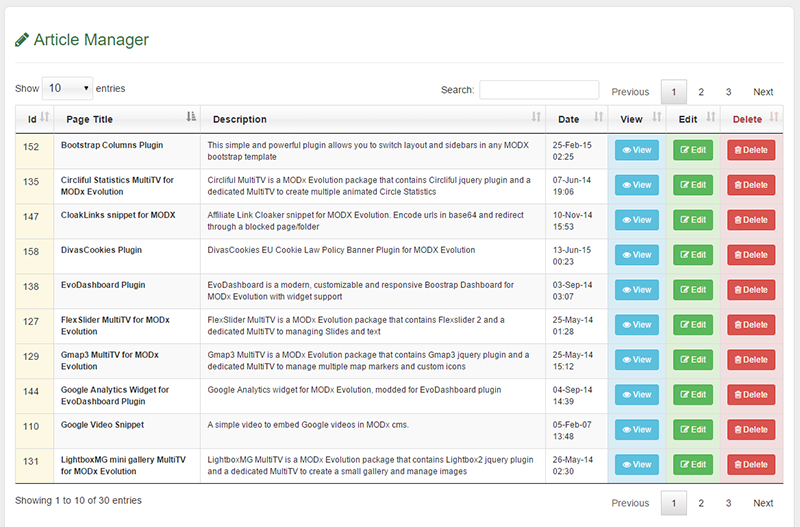 Article Manager
Show 10 entries Search: Previous 1 2 3 Next
Id Page Title Description Date View Edit Delete
152 Bootstrap Columns Plugin This simple and powerful plugin allows you to switch layout and sidebars in any MODX 25-Feb-15 View Edit Delete
bootstrap template 02:25
135 Circliful Statistics MultiTV for Circliful MultiTV is a MODx Evolution package that contains Circliful jquery plugin and a 07-Jun-14 View Edit Delete
MODx Evolution dedicated MultiTV to create multiple animated Circle Statistics 19:06
147 CloakLinks snippet for MODX Affiliate Link Cloaker snippet for MODX Evolution. Encode urls in base64 and redirect 10-Nov-14 View Edit Delete
through a blocked page/folder 15:53
158 DivasCookies Plugin DivasCookies EU Cookie Law Policy Banner Plugin for MODX Evolution 13-Jun-15 View Edit Delete
00:23
138 EvoDashboard Plugin EvoDashboard is a modern, customizable and responsive Boostrap Dashboard for 03-Sep-14 View Edit Delete
MODx Evolution with widget support 03:07
127 FlexSlider MultiTV for MODx FlexSlider MultiTV is a MODx Evolution package that contains Flexslider 2 and a 25-May-14 View Edit Delete
Evolution dedicated MultiTV to managing Slides and text 01:28
129 Gmap3 MultiTV for MODx Gmap3 MultiTV is a MODx Evolution package that contains Gmap3 jquery plugin and a 25-May-14 View Edit Delete
Evolution dedicated MultiTV to manage multiple map markers and custom icons 15:12
144 Google Analytics Widget for Google Analytics widget for MODx Evolution, modded for EvoDashboard plugin 04-Sep-14 View Edit Delete
EvoDashboard Plugin 14:39
110 Google Video Snippet A simple video to embed Google videos in MODx cms. 05-Feb-07 View Edit Delete
13:48
131 LightboxMG mini gallery MultiTV LightboxMG MultiTV is a MODx Evolution package that contains Lightbox2 jquery plugin 26-May-14 View Edit Delete
for MODx Evolution and a dedicated MultiTV to create a small gallery and manage images 02:30
Showing 1 to 10 of 30 entries Previous 1 2 3 Next